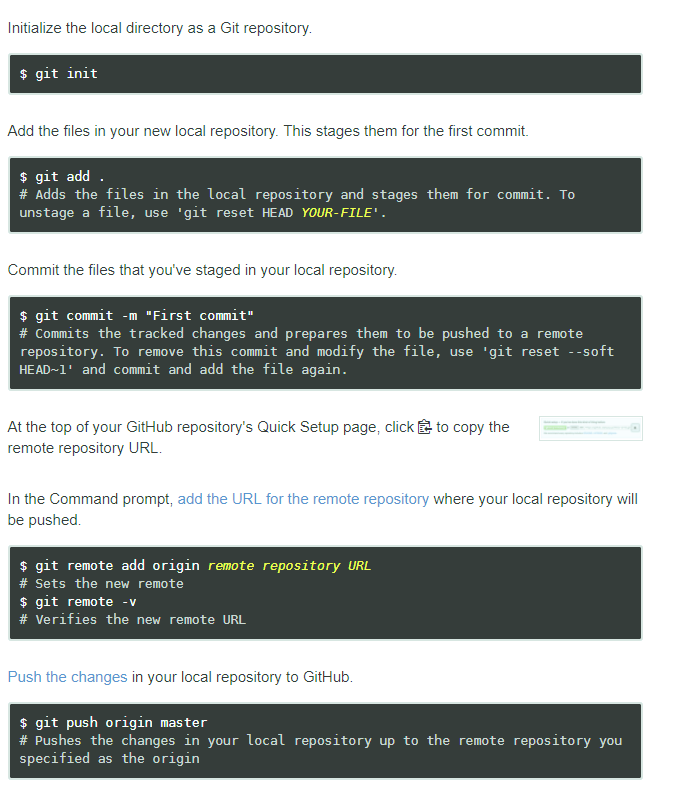 Initialize the local directory as a Git repository.
$ git init
Add the files in your new local repository. This stages them for the first commit.
$ git add .
# Adds the files in the local repository and stages them for commit. To
unstage a file, use 'git reset HEAD YOUR-FILE'.
Commit the files that you've staged in your local repository.
$ git commit -m "First commit"
# Commits the tracked changes and prepares them to be pushed to a remote
repository. To remove this commit and modify the file, use 'git reset --soft
HEAD~1' and commit and add the file again.
At the top of your GitHub repository's Quick Setup page, click to copy the
remote repository URL.
In the Command prompt, add the URL for the remote repository where your local repository will
be pushed.
$ git remote add origin remote repository URL
# Sets the new remote
$ git remote -v
# Verifies the new remote URL
Push the changes in your local repository to GitHub.
$ git push origin master
# Pushes the changes in your local repository up to the remote repository you
specified as the origin